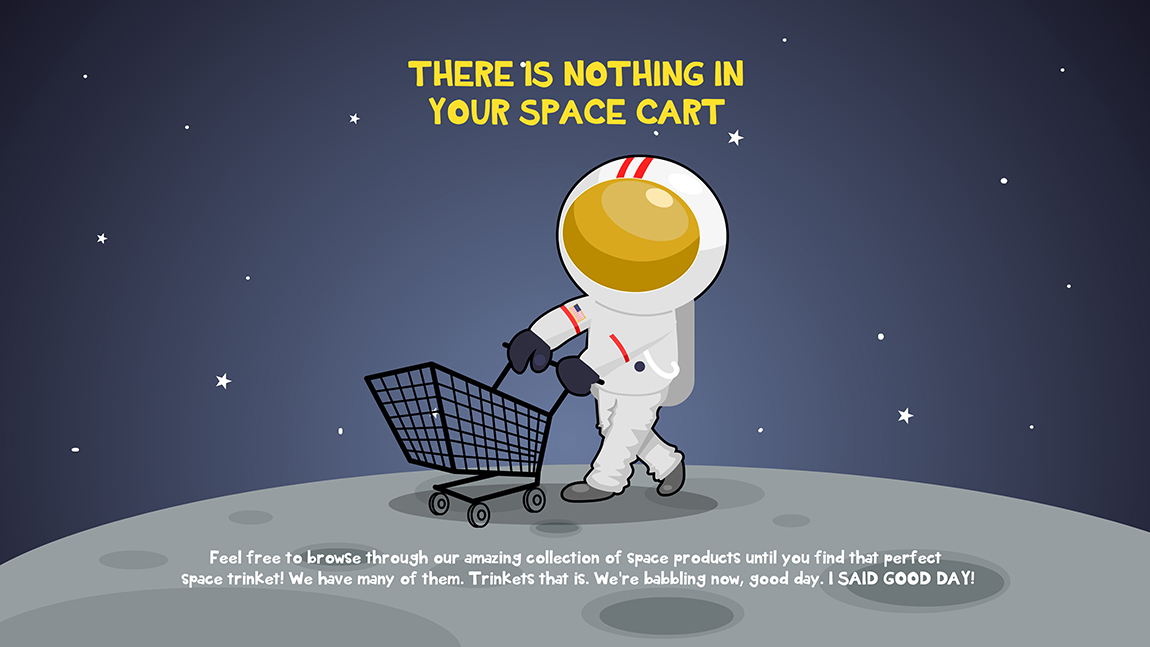 THERE IS NOTHING IN
YOUR SPACE CART
Feel free to browse through our amazing collection of space products until you find that perfect
space trinket! We have many of them. Trinkets that is. We're babbling now, good day. I SAID GOOD DAY!